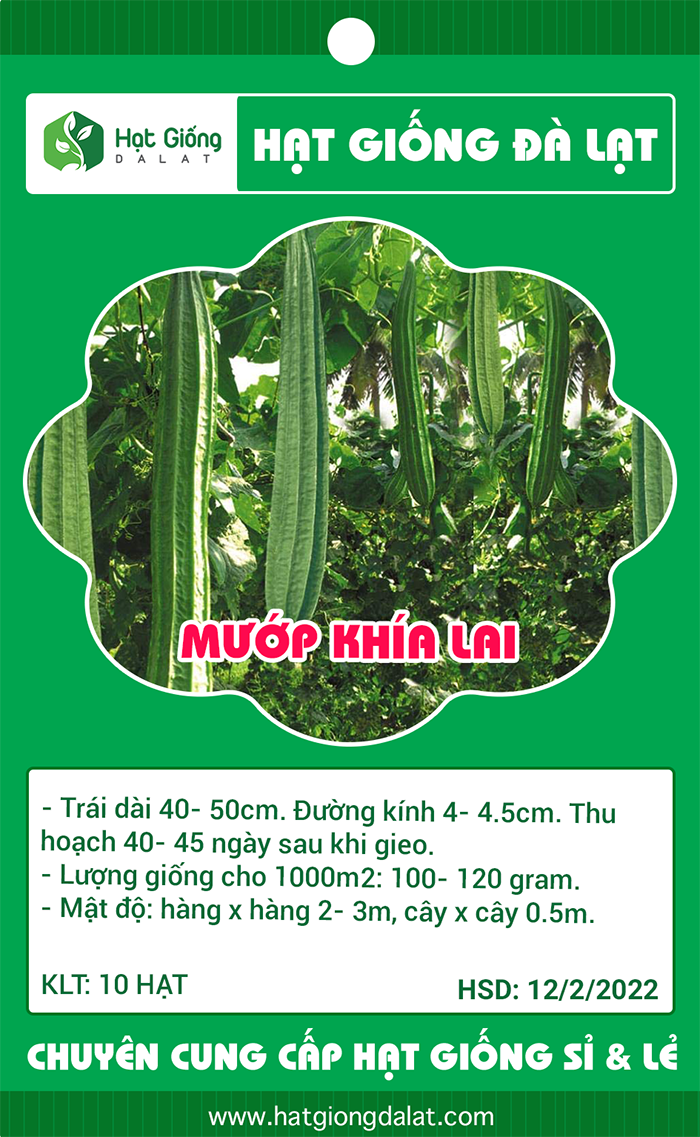 Hạt Giống
DALAT
HẠT GIỐNG ĐÀ LẠT
MƯỚP KHÍA LAI
- Trái dài 40- 50cm. Đường kính 4- 4.5cm. Thu
hoạch 40- 45 ngày sau khi gieo.
- Lượng giống cho 1000m2: 100- 120 gram.
- Mật độ: hàng x hàng 2- 3m, cây x cây 0.5m.
KLT: 10 HẠT
HSD: 12/2/2022
CHUYÊN CUNG CẤP HẠT GIỐNG SỈ & LẺ
www.hatgiongdalat.com